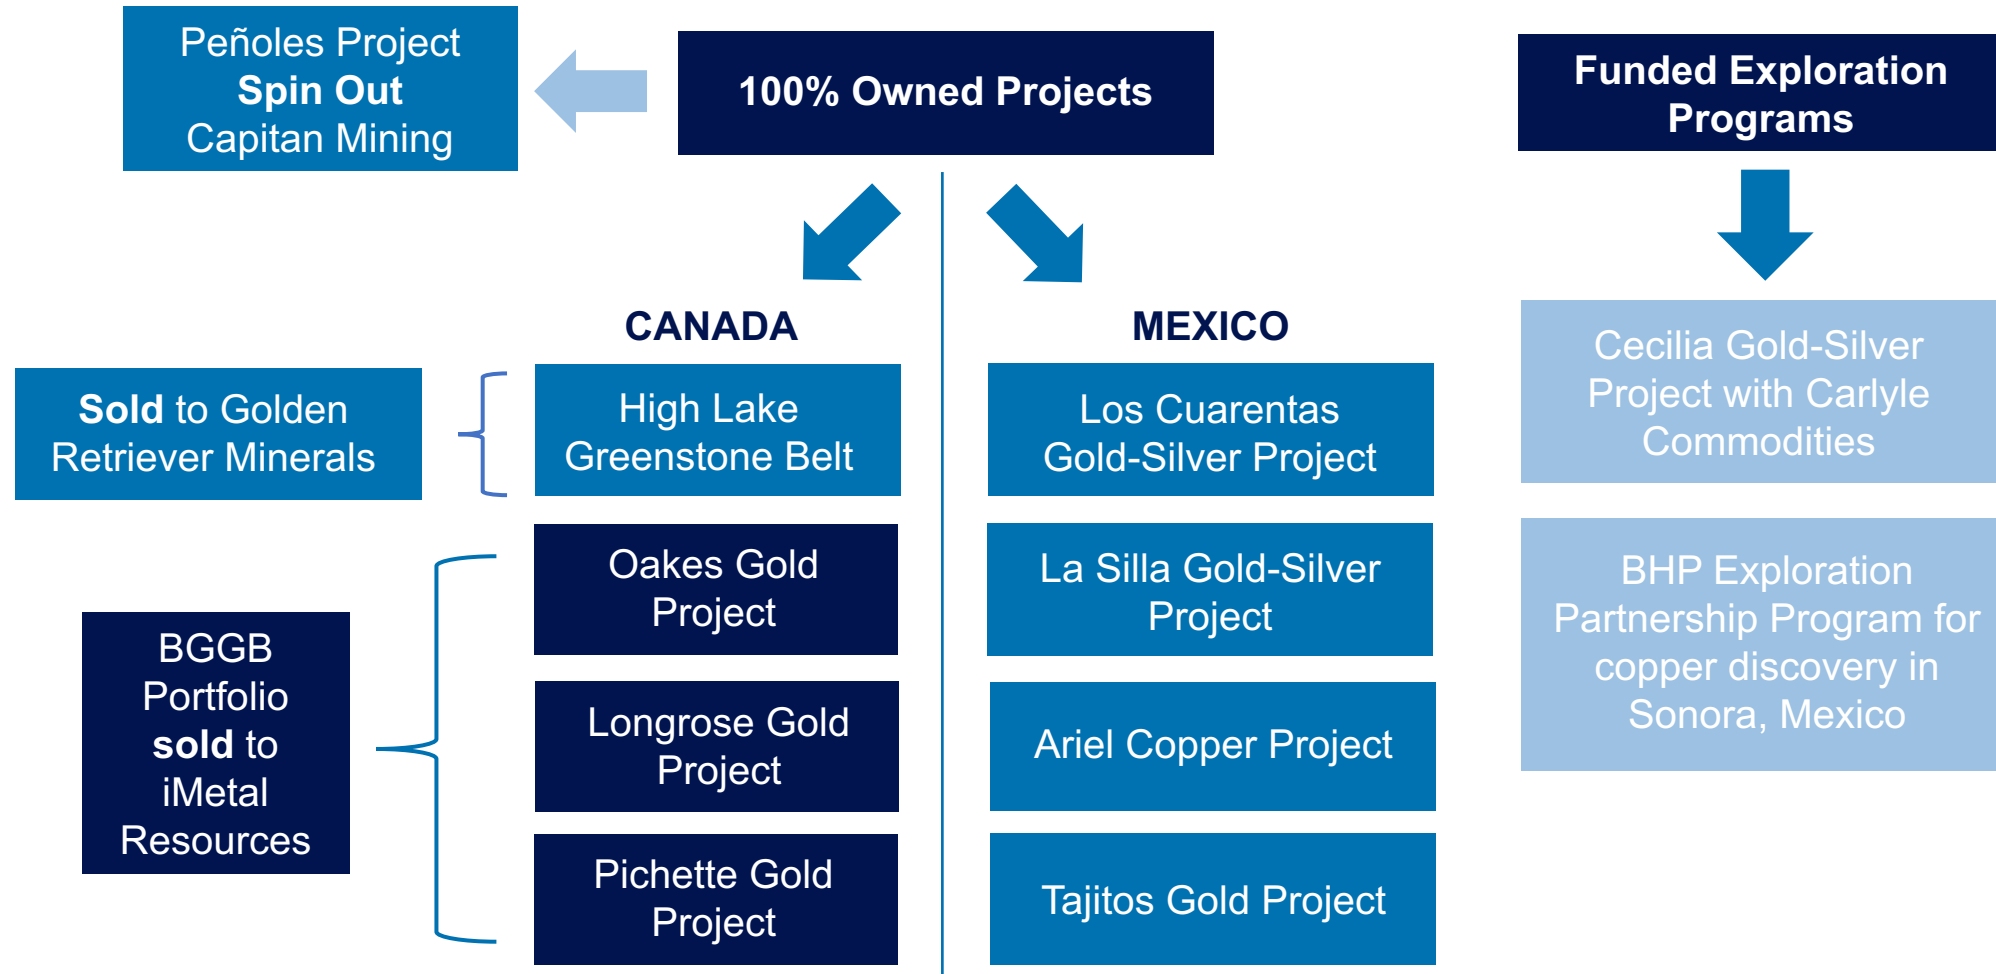 Peñoles Project
Spin Out
Capitan Mining
100% Owned Projects
Funded Exploration
Programs
CANADA
MEXICO
Sold to Golden
Retriever Minerals
High Lake
Greenstone Belt
Los Cuarentas
Gold-Silver Project
Cecilia Gold-Silver
Project with Carlyle
Commodities
BGGB
Portfolio
sold to
iMetal
Resources
Oakes Gold
Project
La Silla Gold-Silver
Project
BHP Exploration
Partnership Program for
copper discovery in
Sonora, Mexico
Longrose Gold
Project
Ariel Copper Project
Pichette Gold
Project
Tajitos Gold Project